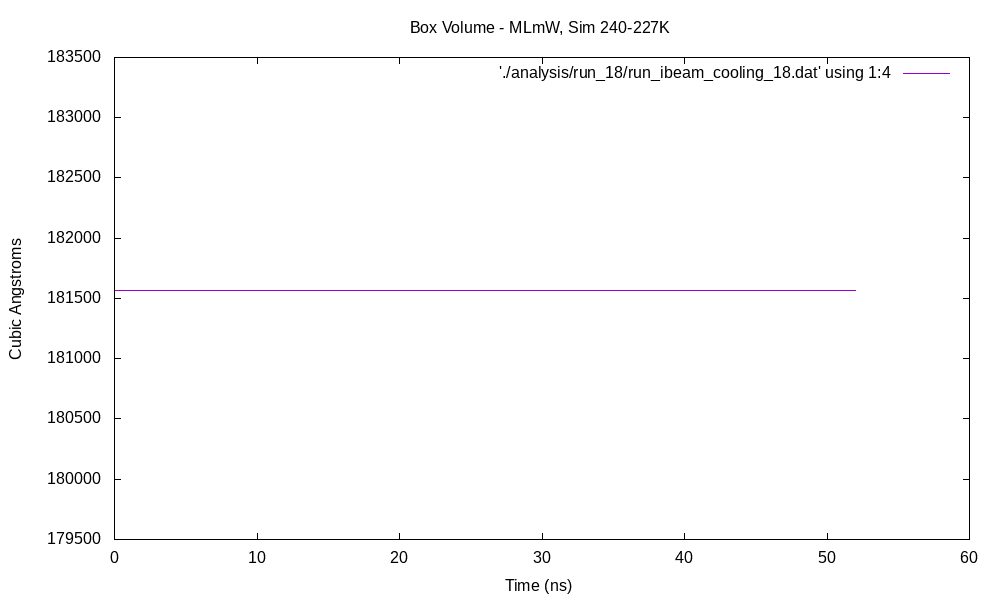 Box Volume - MLmW, Sim 240-227K
'./analysis/run_18/run_ibeam_cooling_18.dat' using 1:4
183500
183000
182500
182000
181500
181000
180500
180000
179500
Cubic Angstroms
0 10 20 30 40 50 60
Time (ns)